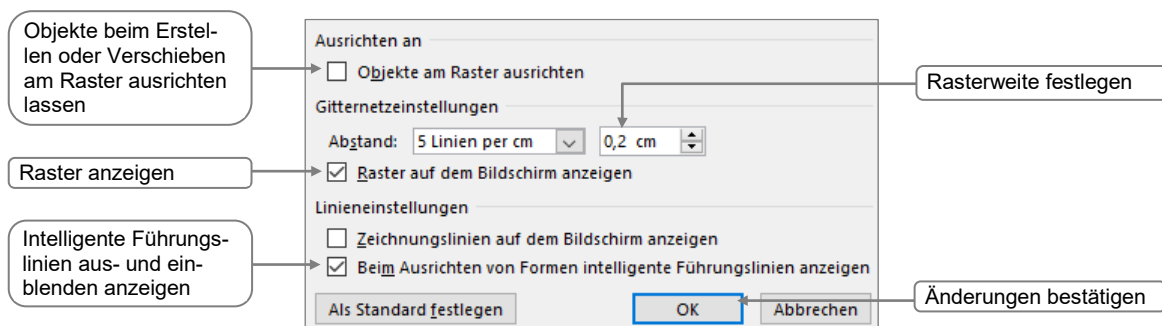 Objekte beim Erstel-
len oder Verschieben
am Raster ausrichten
lassen
Ausrichten an
Objekte am Raster ausrichten
Rasterweite festlegen
Gitternetzeinstellungen
Abstand: 5 Linien per cm 0,2 cm
Raster anzeigen
Raster auf dem Bildschirm anzeigen
Linieneinstellungen
Intelligente Führungs-
linien aus- und ein-
blenden anzeigen
Zeichnungslinien auf dem Bildschirm anzeigen
Beim Ausrichten von Formen intelligente Führungslinien anzeigen
Als Standard festlegen OK Abbrechen
Änderungen bestätigen